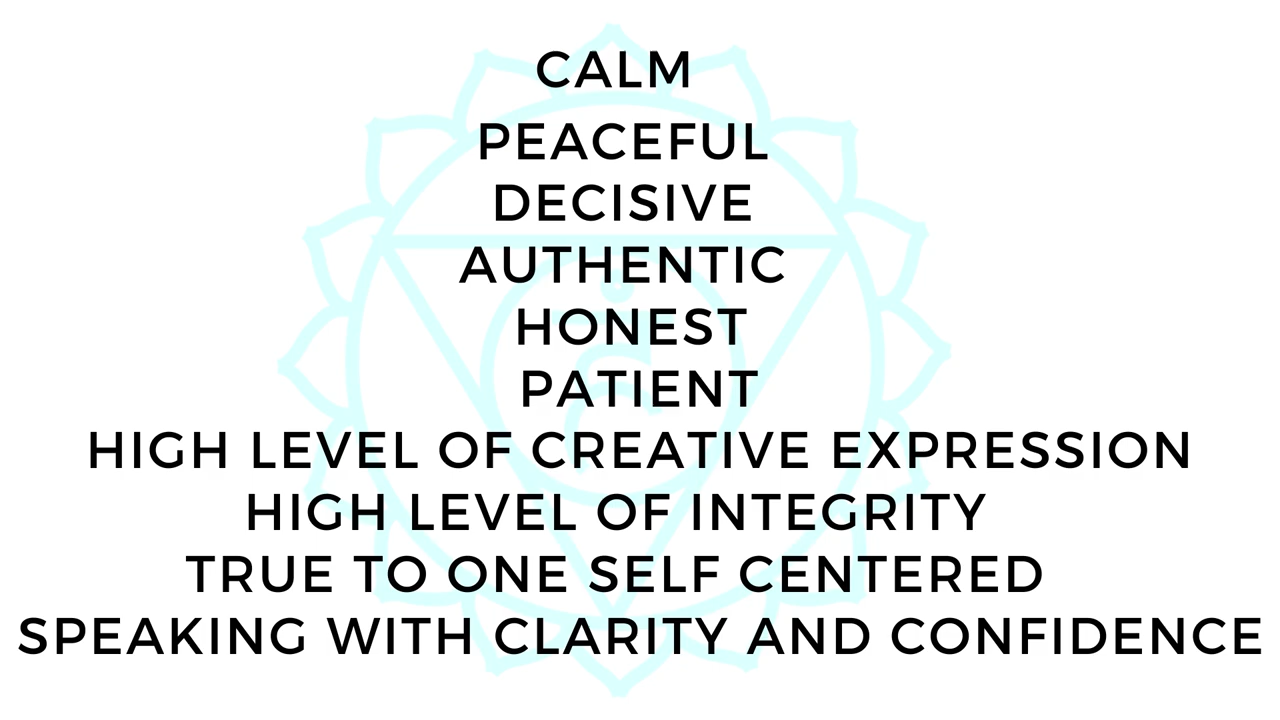 CALM
PEACEFUL
DECISIVE
AUTHENTIC
HONEST
PATIENT
HIGH LEVEL OF CREATIVE EXPRESSION
HIGH LEVEL OF INTEGRITY
TRUE TO ONE SELF CENTERED
SPEAKING WITH CLARITY AND CONFIDENCE